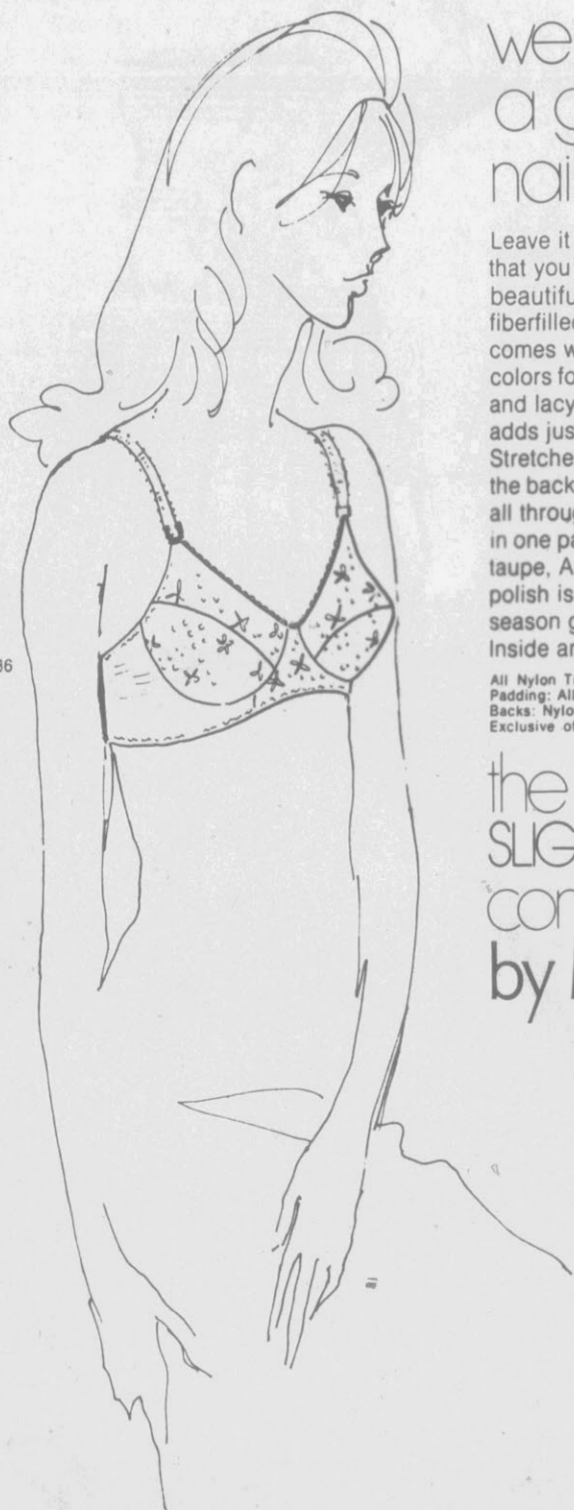 we
a g
nai
Leave it
that you
beautifu
fiberfilled
comes w
colors fo
and lacy
adds jus
Stretche
the back
all throug
in one pa
taupe, A
polish is
season g
Inside ar
36
All Nylon Tr
Padding: All
Backs: Nylo
Exclusive of
the
SLIG
con
by